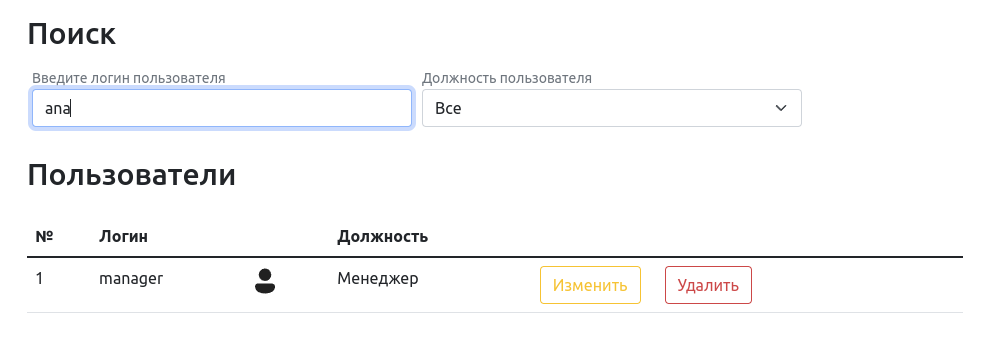 Поиск
Введите логин пользователя Должность пользователя
ana Все
Пользователи
№ Логин Должность
1 manager Менеджер Изменить Удалить